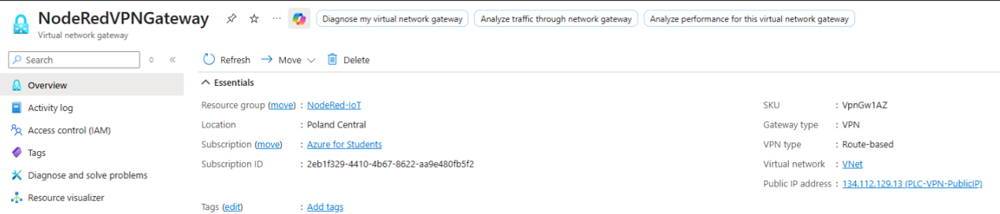 NodeRedVPNGateway
Diagnose my virtual network gateway
Analyze traffic through network gateway
Analyze performance for this virtual network gateway
Virtual network gateway
Search
Refresh Move Delete
Overview
Activity log
Access control (IAM)
Tags
Diagnose and solve problems
Resource visualizer
Essentials
Resource group (move) : NodeRed-IoT
Location : Poland Central
Subscription (move) : Azure for Students
Subscription ID : 2eb1f329-4410-4b67-8622-aa9e480fb5f2
SKU : VpnGw1AZ
Gateway type : VPN
VPN type : Route-based
Virtual network : VNet
Public IP address : 134.112.129.13 (PLC-VPN-PublicIP)
Tags (edit) : Add tags